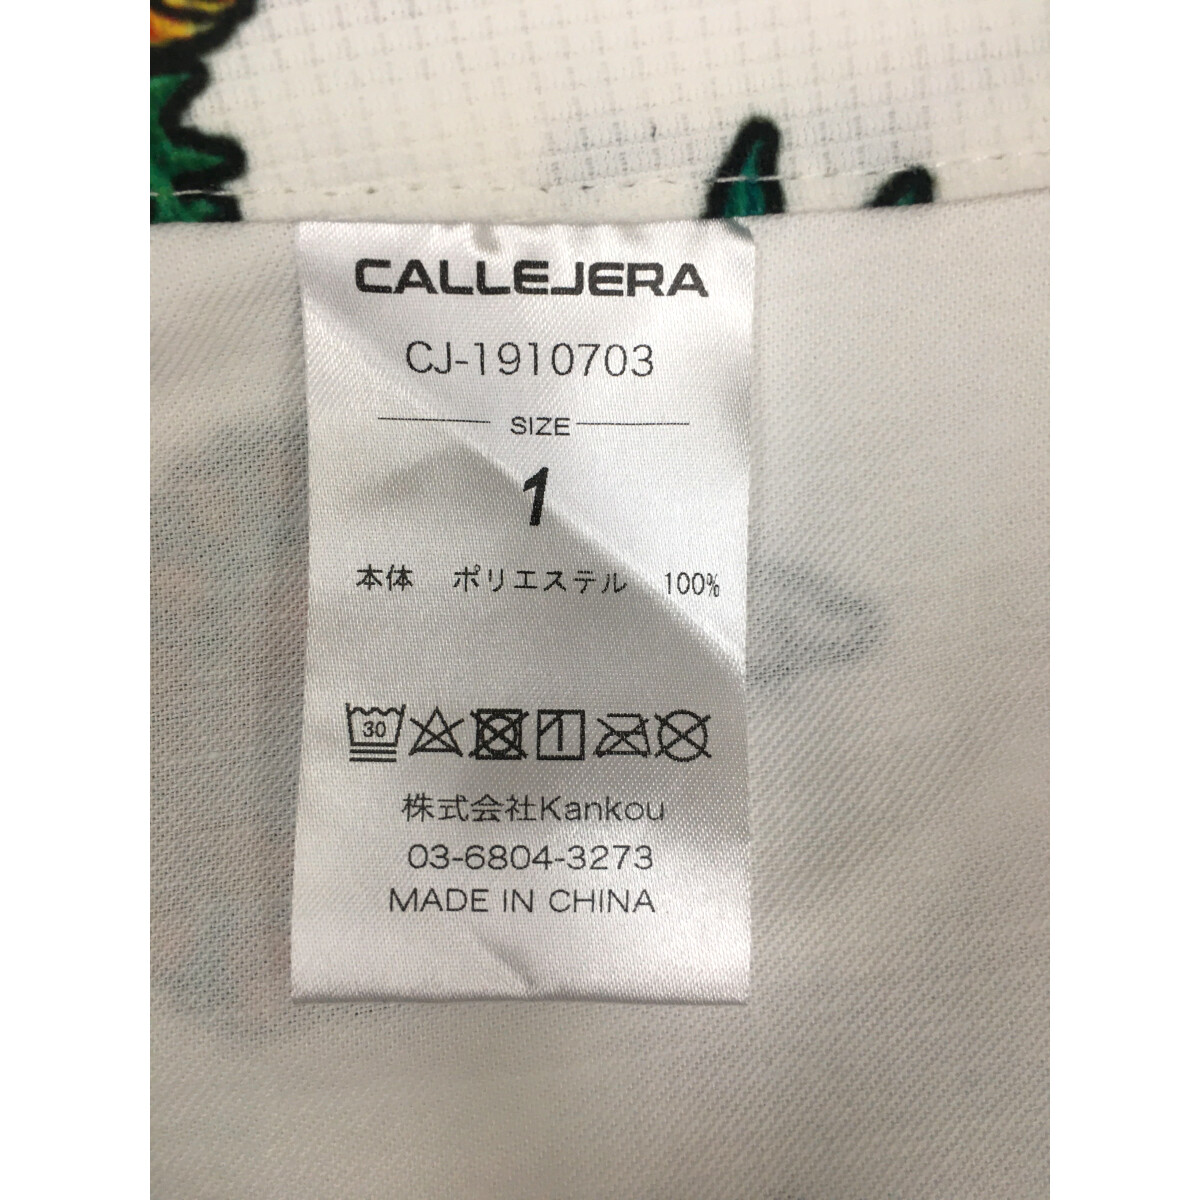 CALLEJERA
CJ-1910703
SIZE
1
本体 ポリエステル 100%
30
株式会社Kankou
03-6804-3273
MADE IN CHINA